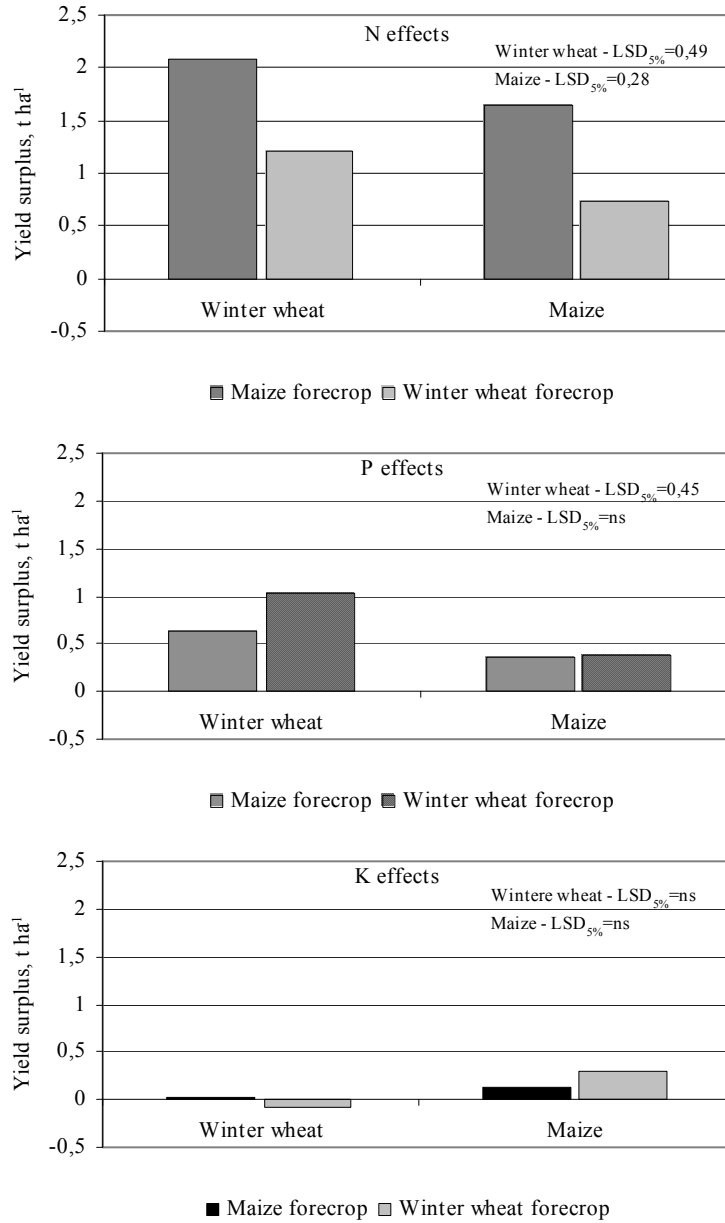 N effects
Winter wheat - LSD5%=0,49
Maize - LSD5%=0,28
Yield surplus, t ha-1
2,5
2
1,5
1
0,5
0
-0,5
Winter wheat
Maize
Maize forecrop
Winter wheat forecrop
P effects
Winter wheat - LSD5%=0,45
Maize - LSD5%=ns
Yield surplus, t ha-1
2,5
2
1,5
1
0,5
0
-0,5
Winter wheat
Maize
Maize forecrop
Winter wheat forecrop
K effects
Wintere wheat - LSD5%=ns
Maize - LSD5%=ns
Yield surplus, t ha-1
2,5
2
1,5
1
0,5
0
-0,5
Winter wheat
Maize
Maize forecrop
Winter wheat forecrop